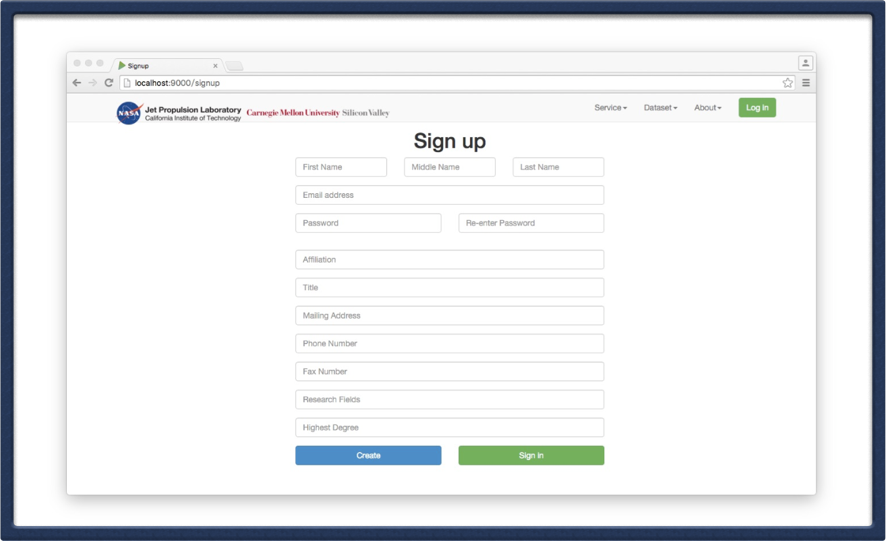 Signup
localhost:9000/signup
NASA
Jet Propulsion Laboratory
California Institute of Technology
Carnegie Mellon University Silicon Valley
Service Dataset About Log in
Sign up
First Name Middle Name Last Name
Email address
Password Re-enter Password
Affiliation
Title
Mailing Address
Phone Number
Fax Number
Research Fields
Highest Degree
Create Sign in